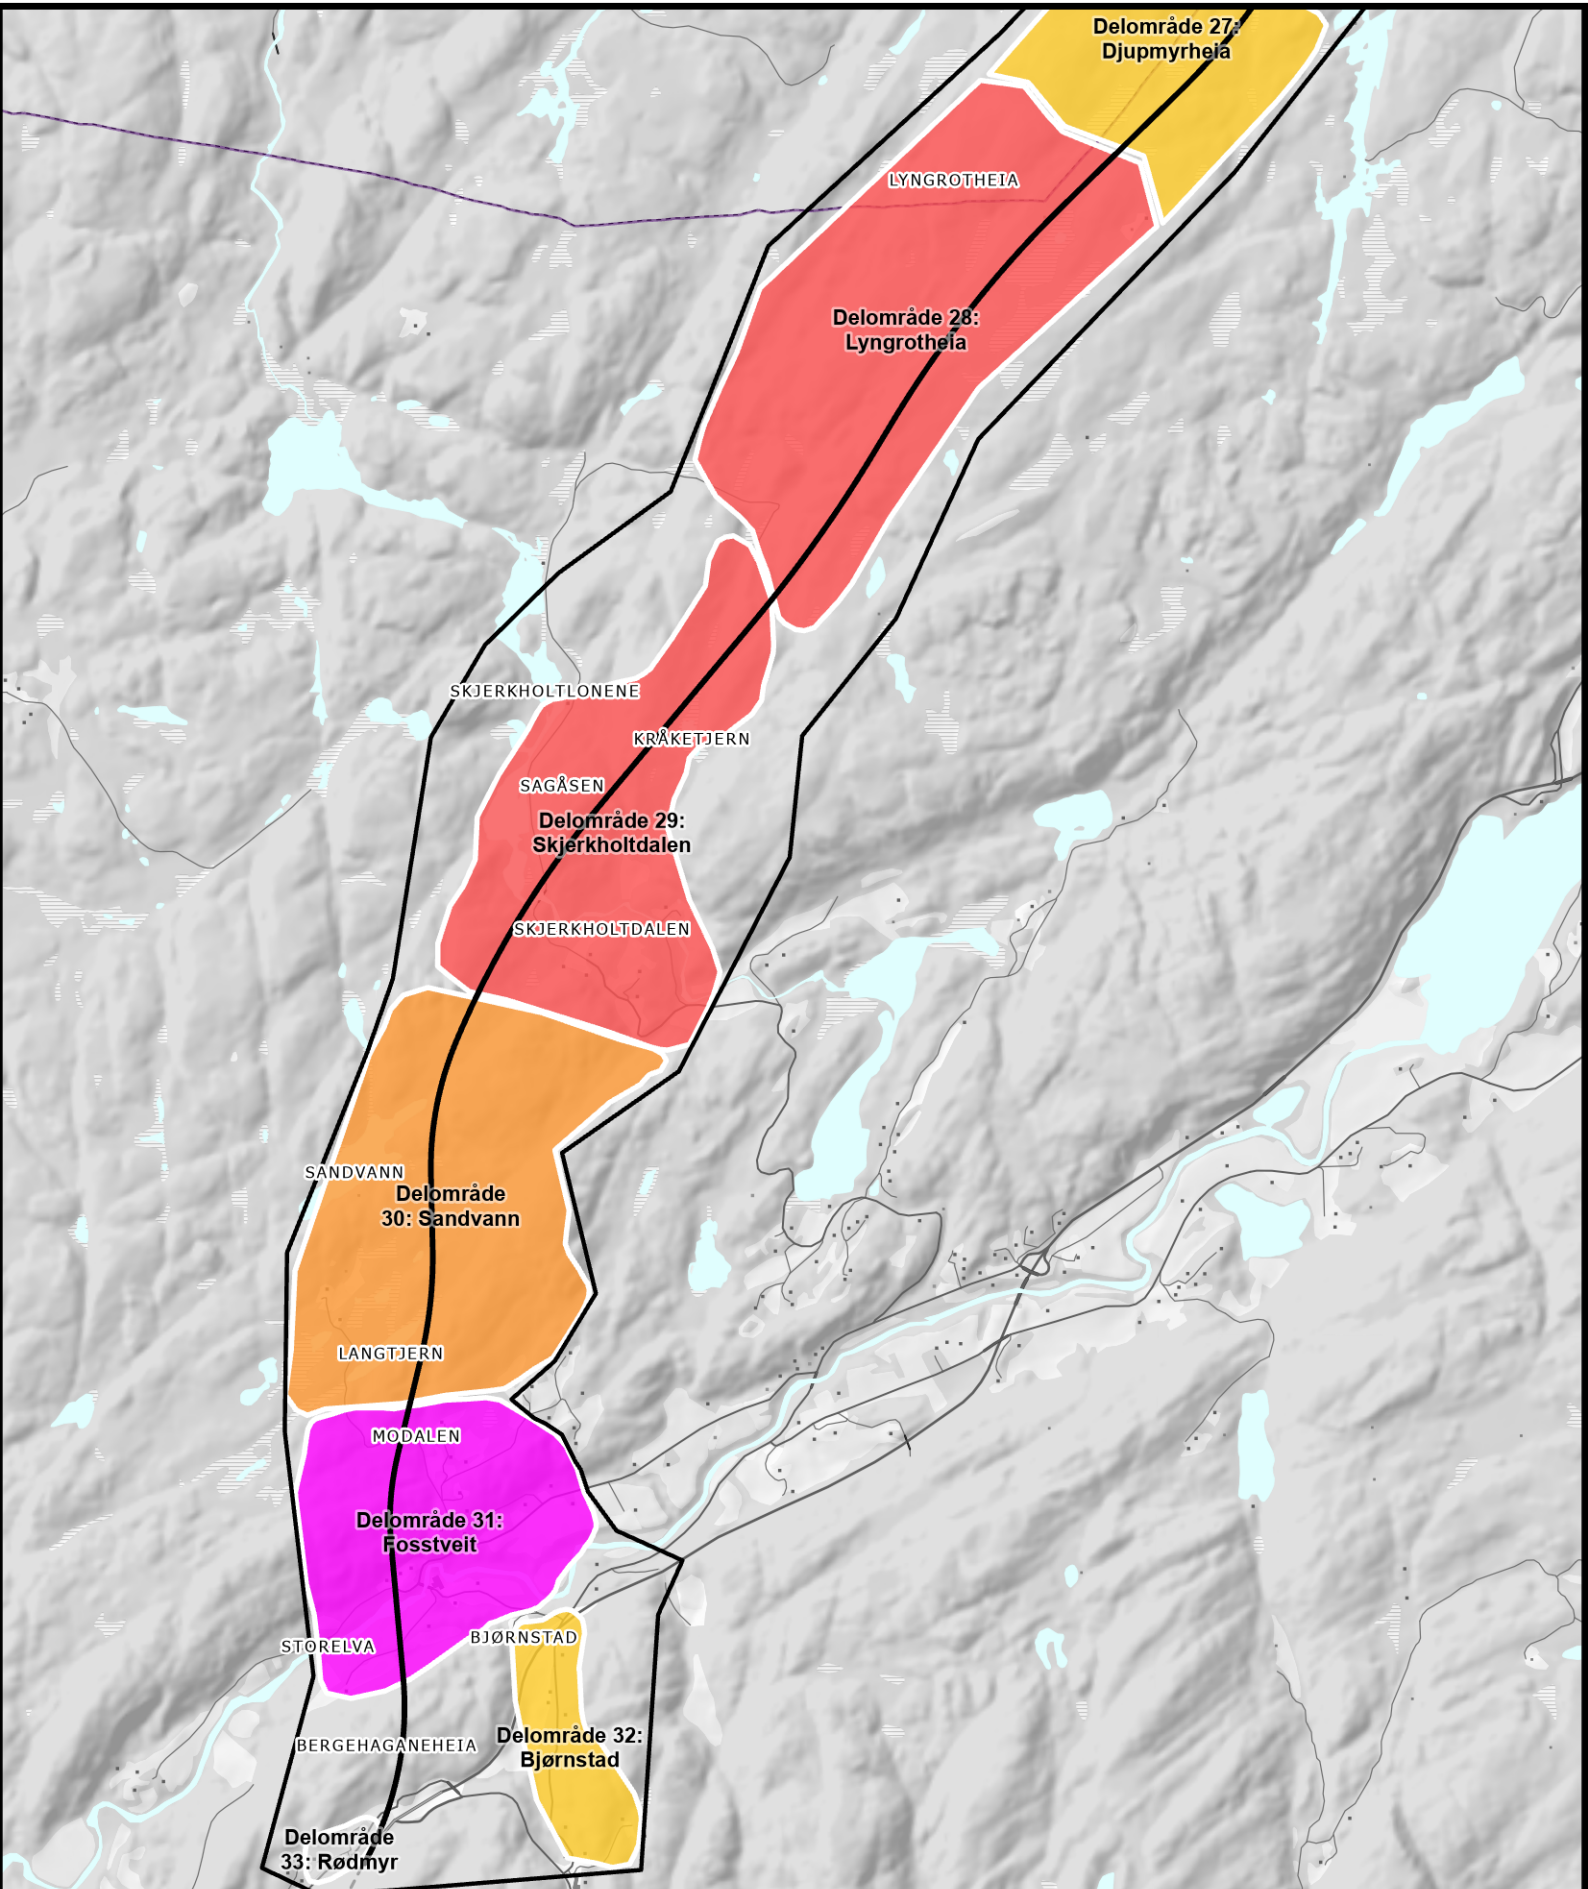 Delområde 27:
Djupmyrheia
LYNGROTHEIA
Delområde 28:
Lyngrotheia
SKJERKHOLTLONENE
KRÅKETJERN
SAGÅSEN
Delområde 29:
Skjerkholtdalen
SKJERKHOLTDALEN
SANDVANN
Delområde
30: Sandvann
LANGTJERN
MODALEN
Delområde 31:
Fosstveit
BJØRNSTAD
STORELVA
Delområde 32:
Bjørnstad
BERGEHAGANEHEIA
Delområde
33: Rødmyr